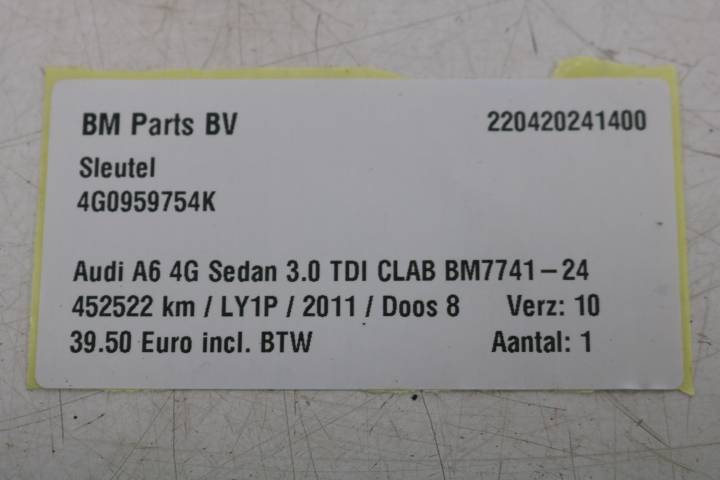 BM Parts BV 220420241400
Sleutel
4G0959754K
Audi A6 4G Sedan 3.0 TDI CLAB BM7741-24
452522 km / LY1P / 2011 / Doos 8 Verz: 10
39.50 Euro incl. BTW Aantal: 1